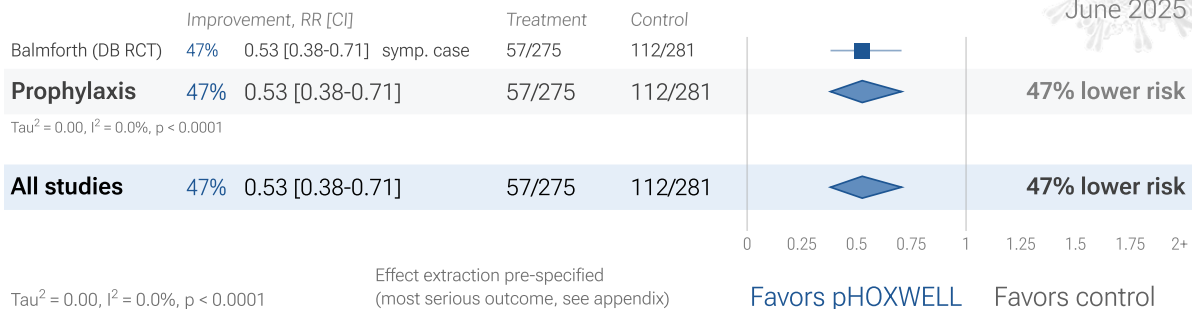 June 2025
Improvement, RR [CI] Treatment Control
Balmforth (DB RCT) 47% 0.53 [0.38-0.71] symp. case 57/275 112/281
Prophylaxis 47% 0.53 [0.38-0.71] 57/275 112/281 47% lower risk
Tau² = 0.00, I² = 0.0%, p < 0.0001
All studies 47% 0.53 [0.38-0.71] 57/275 112/281 47% lower risk
0 0.25 0.5 0.75 1 1.25 1.5 1.75 2+
Effect extraction pre-specified
(most serious outcome, see appendix)
Tau² = 0.00, I² = 0.0%, p < 0.0001
Favors pHOXWELL Favors control